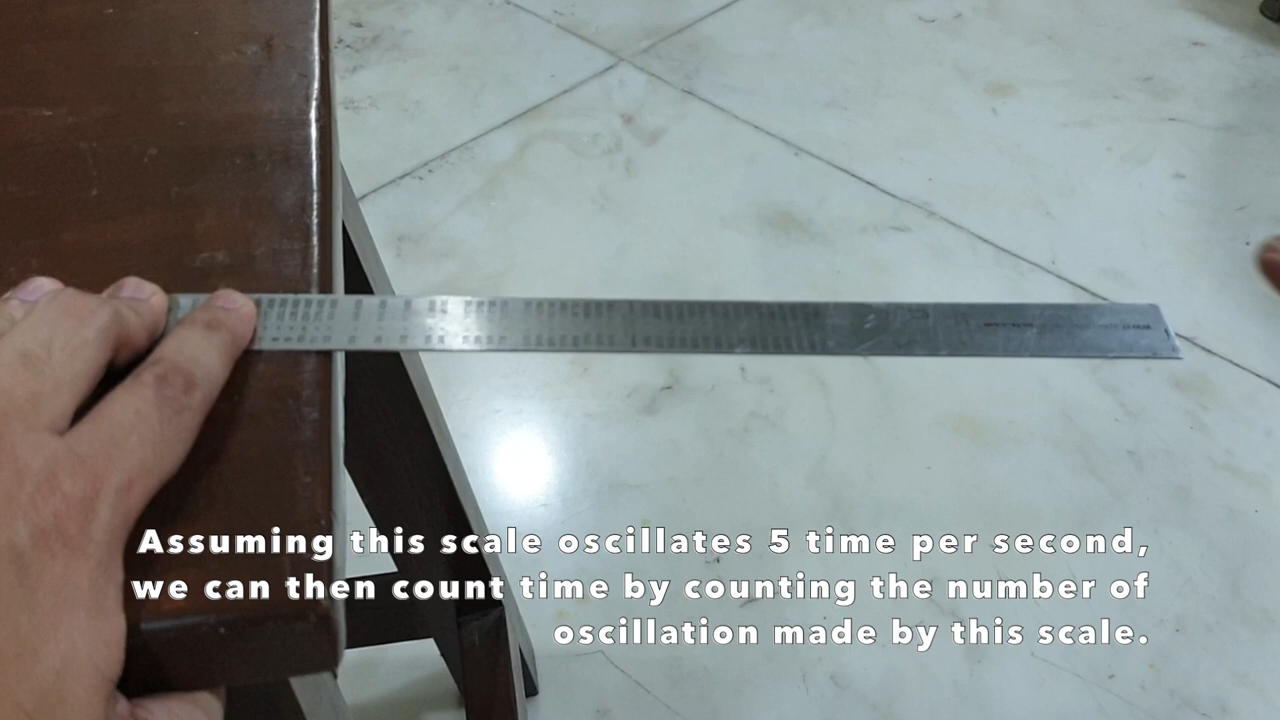 Assuming this scale oscillates 5 time per second,
we can then count time by counting the number of
oscillation made by this scale.